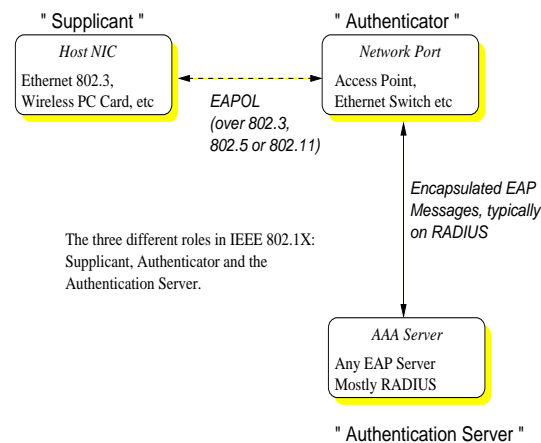 " Supplicant "
" Authenticator "
Host NIC
Ethernet 802.3,
Wireless PC Card, etc
Network Port
Access Point,
Ethernet Switch etc
EAPOL
(over 802.3,
802.5 or 802.11)
Encapsulated EAP
Messages, typically
on RADIUS
The three different roles in IEEE 802.1X:
Supplicant, Authenticator and the
Authentication Server.
AAA Server
Any EAP Server
Mostly RADIUS
" Authentication Server "